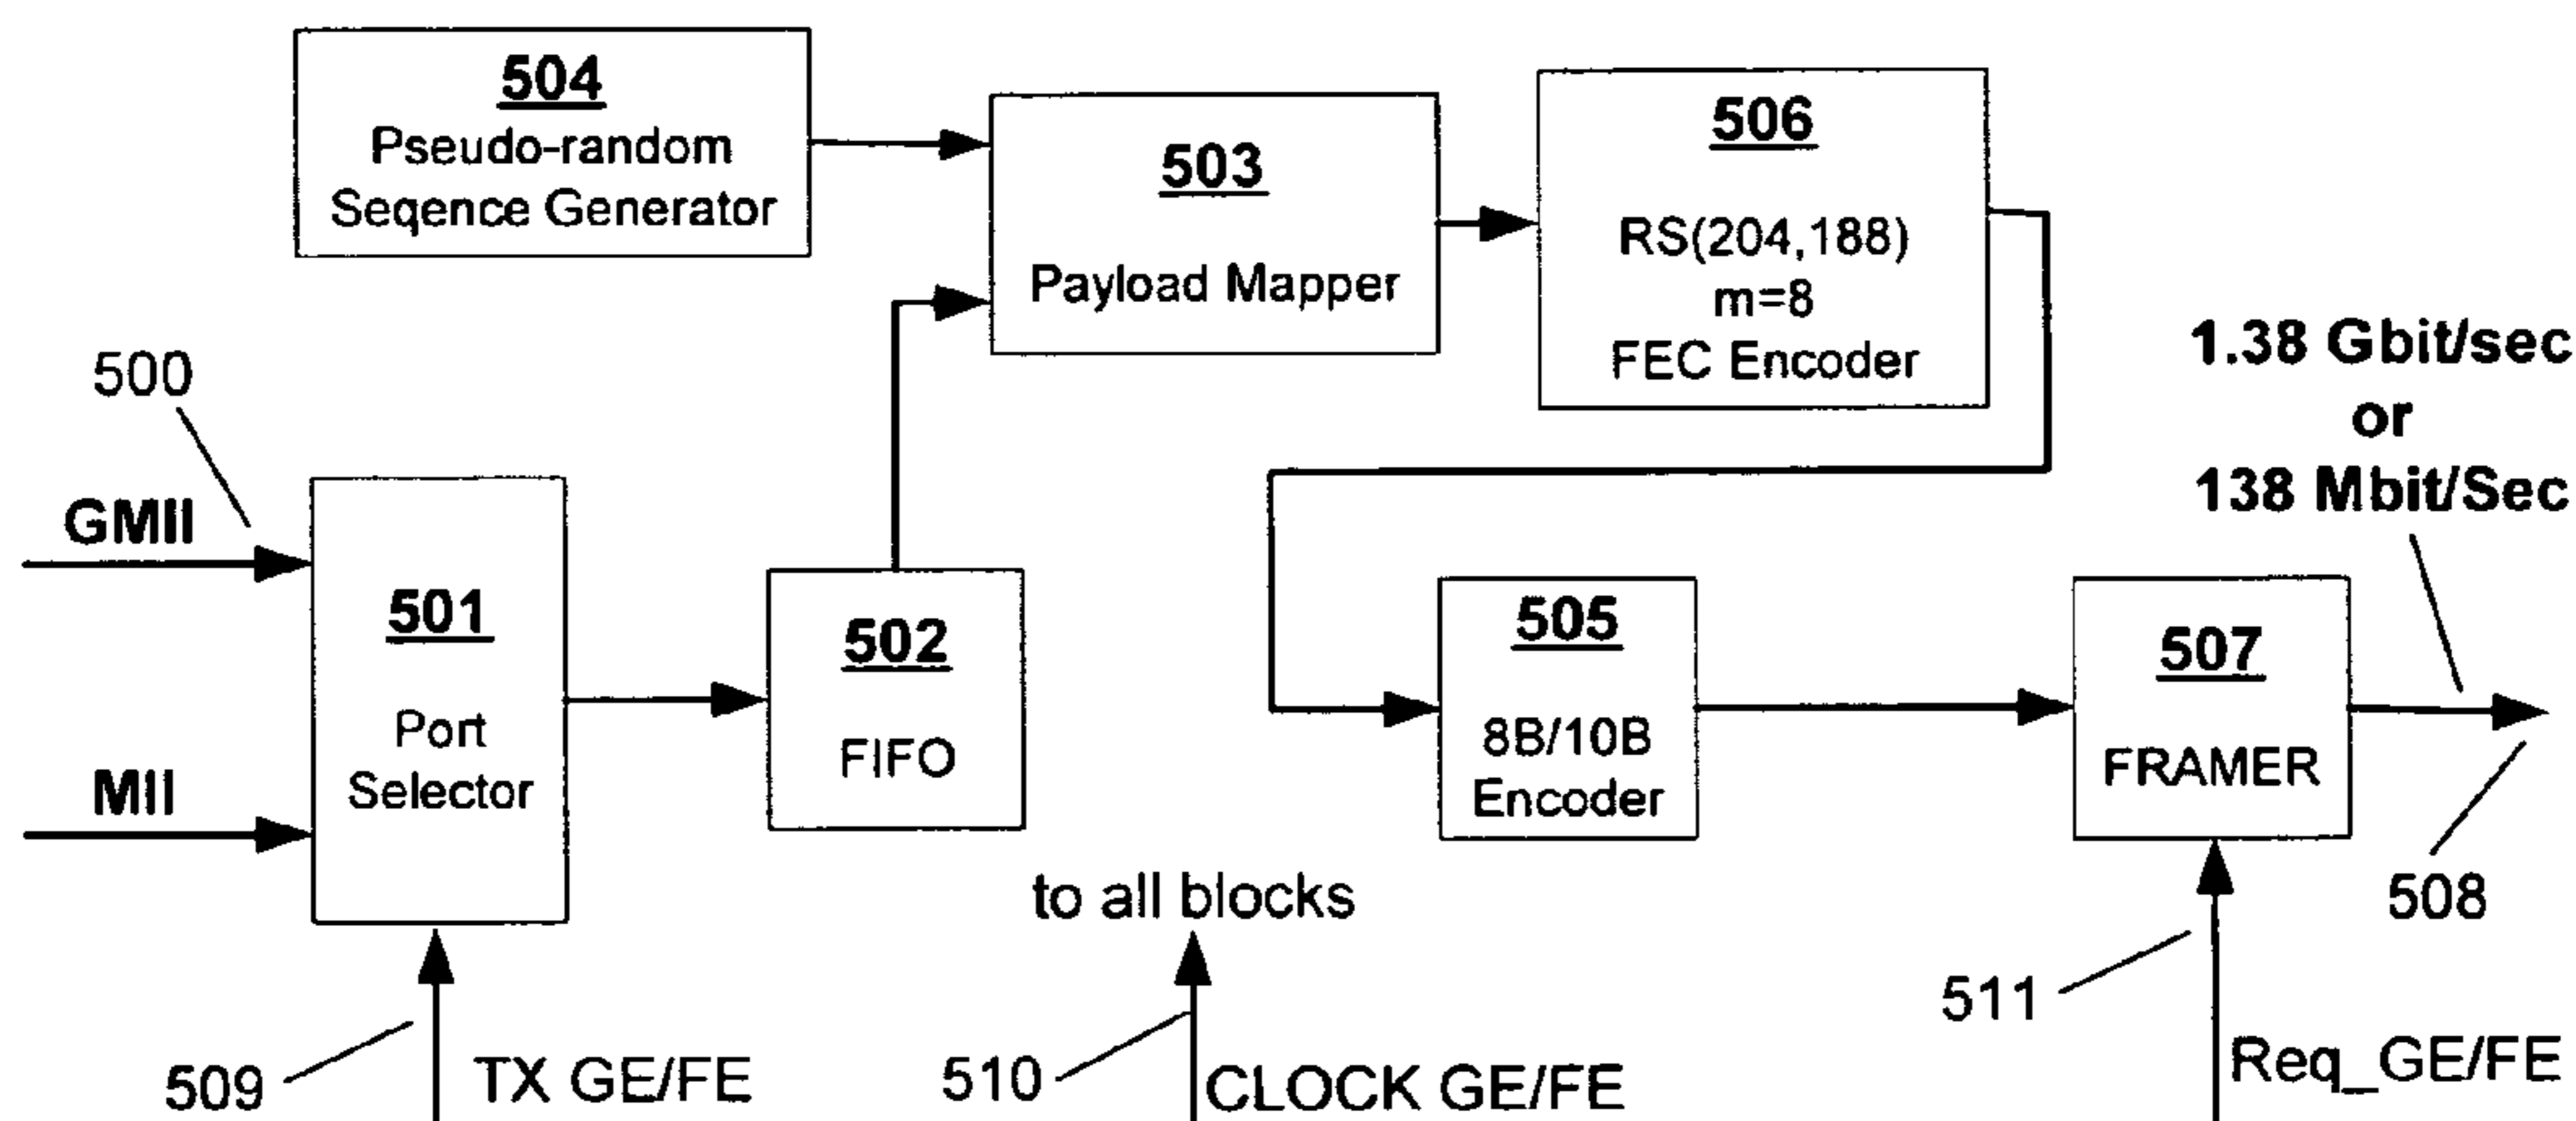 504
Pseudo-random
Seqence Generator
503
Payload Mapper
506
RS(204,188)
m=8
FEC Encoder
1.38 Gbit/sec
or
138 Mbit/Sec
500
GMII
MII
501
Port
Selector
502
FIFO
505
8B/10B
Encoder
507
FRAMER
508
to all blocks
509
TX GE/FE
510
CLOCK GE/FE
511
Req_GE/FE